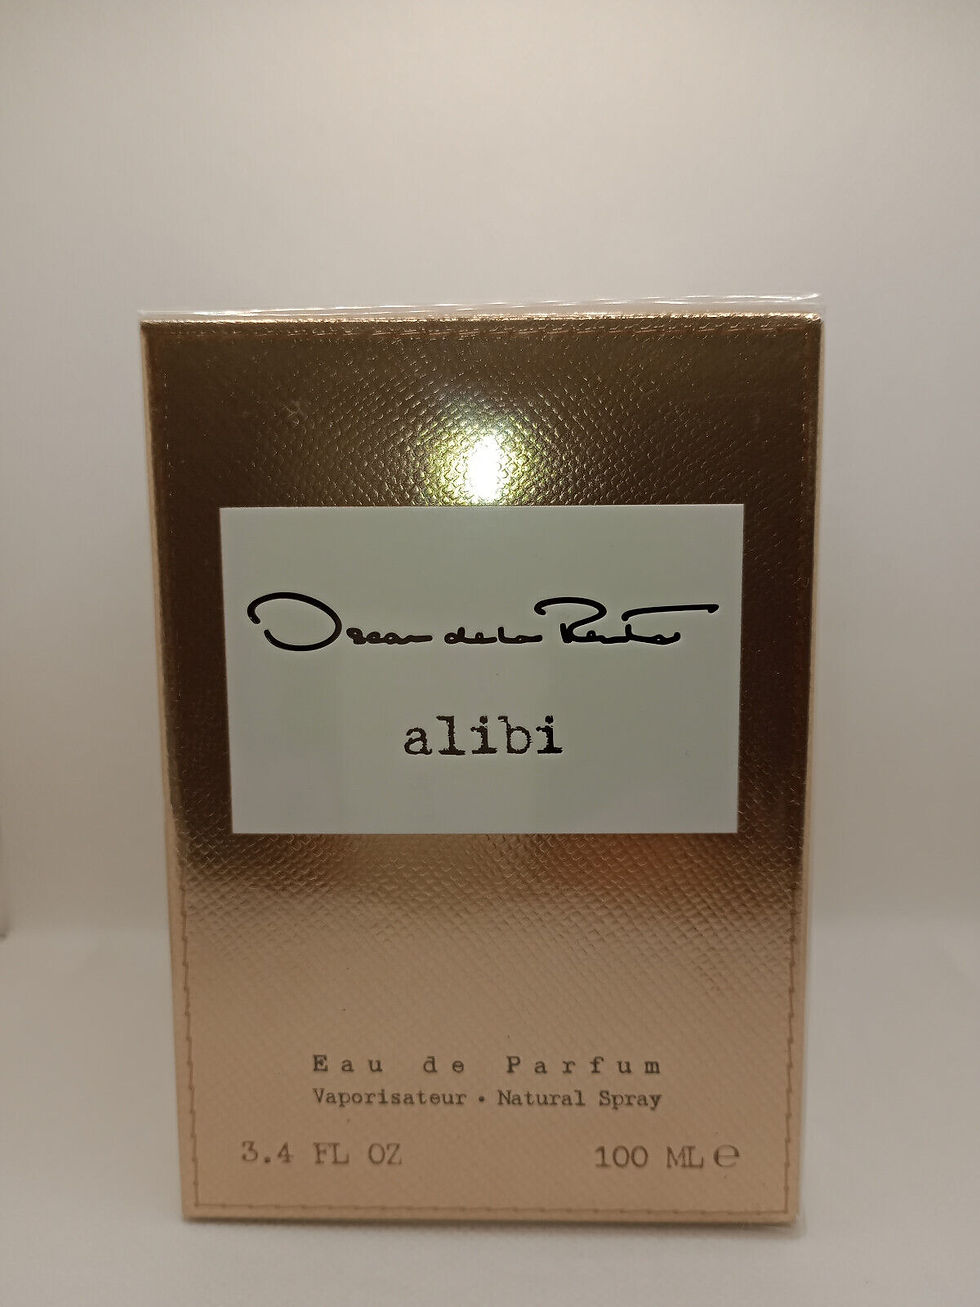 Oscar de la Renta
alibi
Eau de Parfum
Vaporisateur • Natural Spray
3.4 FL OZ 100 ML ℮